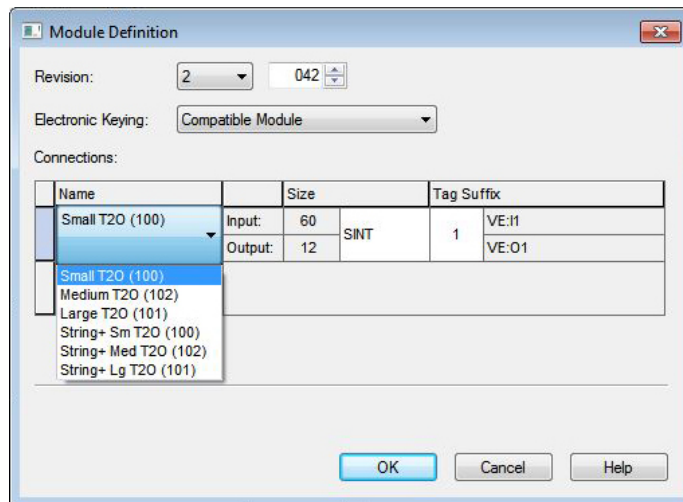 Module Definition
Revision: 2 042
Electronic Keying: Compatible Module
Connections:
Name Size Tag Suffix
Small T2O (100) Input: 60 SINT 1 VE:I1
Output: 12 VE:O1
Small T2O (100)
Medium T2O (102)
Large T2O (101)
String+ Sm T2O (100)
String+ Med T2O (102)
String+ Lg T2O (101)
OK Cancel Help